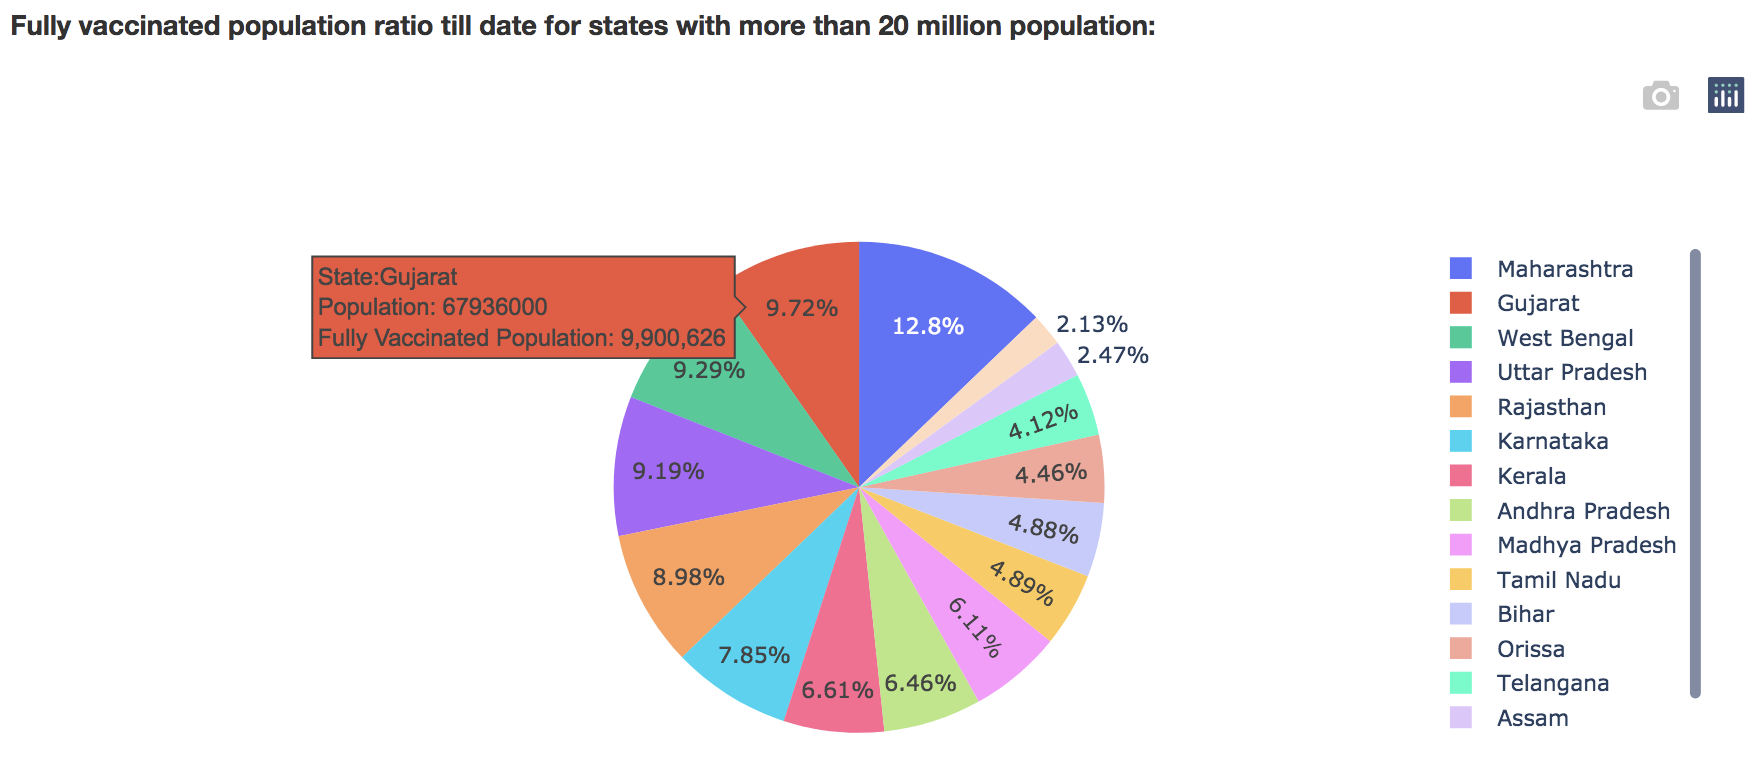 Fully vaccinated population ratio till date for states with more than 20 million population:
State:Gujarat
Population: 67936000
Fully Vaccinated Population: 9,900,626
9.72%
12.8%
2.13%
2.47%
4.12%
4.46%
4.88%
4.89%
6.11%
6.46%
6.61%
7.85%
8.98%
9.19%
9.29%
Maharashtra
Gujarat
West Bengal
Uttar Pradesh
Rajasthan
Karnataka
Kerala
Andhra Pradesh
Madhya Pradesh
Tamil Nadu
Bihar
Orissa
Telangana
Assam